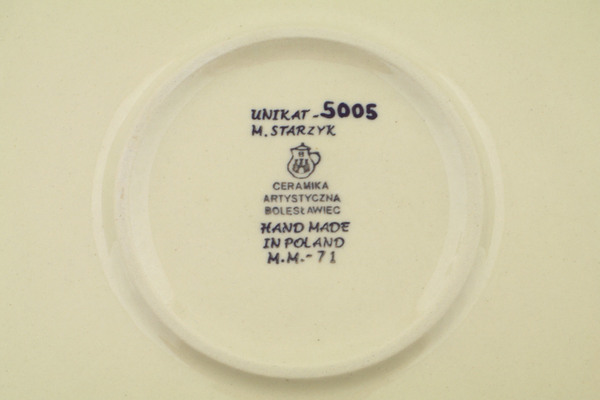 UNIKAT-5005
M. STARZYK
CERAMIKA
ARTYSTYCZNA
BOLESŁAWIEC
HAND MADE
IN POLAND
M.M.-71